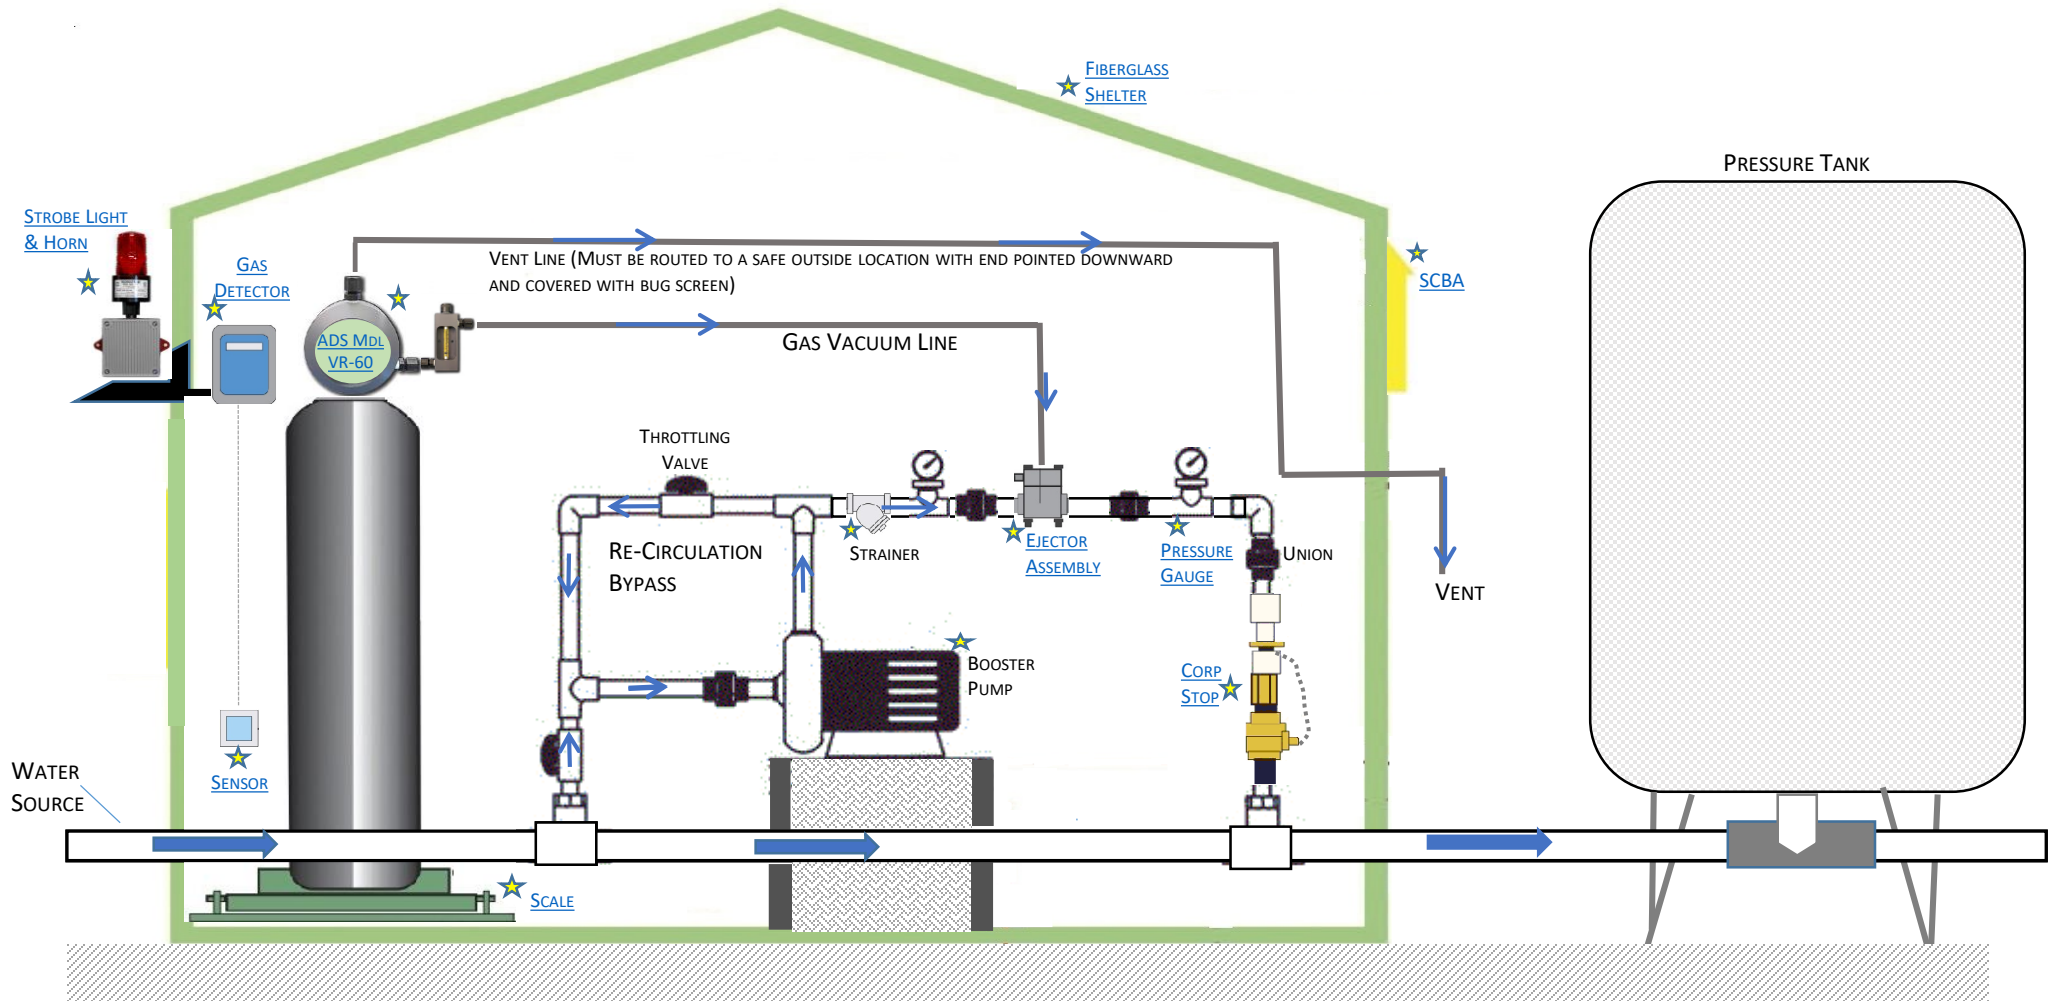 Fiberglass
Shelter
Pressure Tank
Strobe Light
& Horn
Gas
Detector
Vent Line (Must be routed to a safe outside location with end pointed downward
and covered with bug screen)
SCBA
ADS Mdl
VR-60
Gas Vacuum Line
Throttling
Valve
Re-Circulation
Bypass
Strainer
Ejector
Assembly
Pressure
Gauge
Union
Vent
Booster
Pump
Corp
Stop
Sensor
Water
Source
Scale